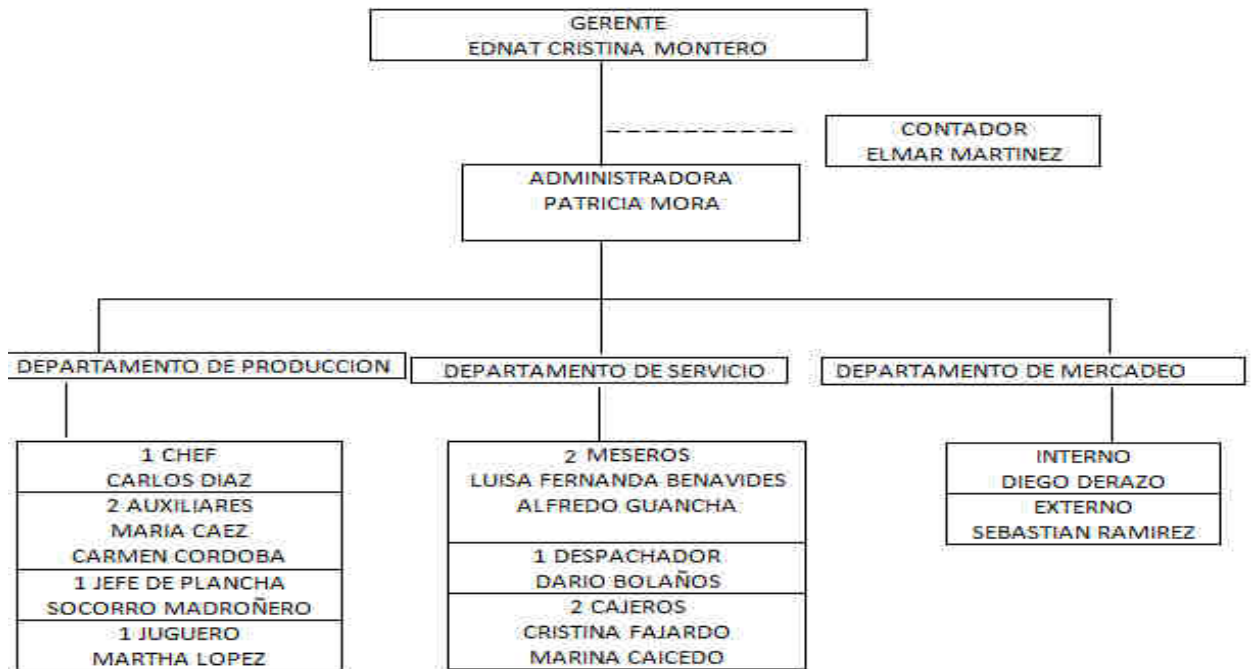 GERENTE
EDNAT CRISTINA MONTERO
CONTADOR
ELMAR MARTINEZ
ADMINISTRADORA
PATRICIA MORA
DEPARTAMENTO DE PRODUCCION
DEPARTAMENTO DE SERVICIO
DEPARTAMENTO DE MERCADEO
1 CHEF
CARLOS DIAZ
2 AUXILIARES
MARIA CAEZ
CARMEN CORDOBA
1 JEFE DE PLANCHA
SOCORRO MADROÑERO
1 JUGUERO
MARTHA LOPEZ
2 MESEROS
LUISA FERNANDA BENAVIDES
ALFREDO GUANCHA
1 DESPACHADOR
DARIO BOLAÑOS
2 CAJEROS
CRISTINA FAJARDO
MARINA CAICEDO
INTERNO
DIEGO DERAZO
EXTERNO
SEBASTIAN RAMIREZ